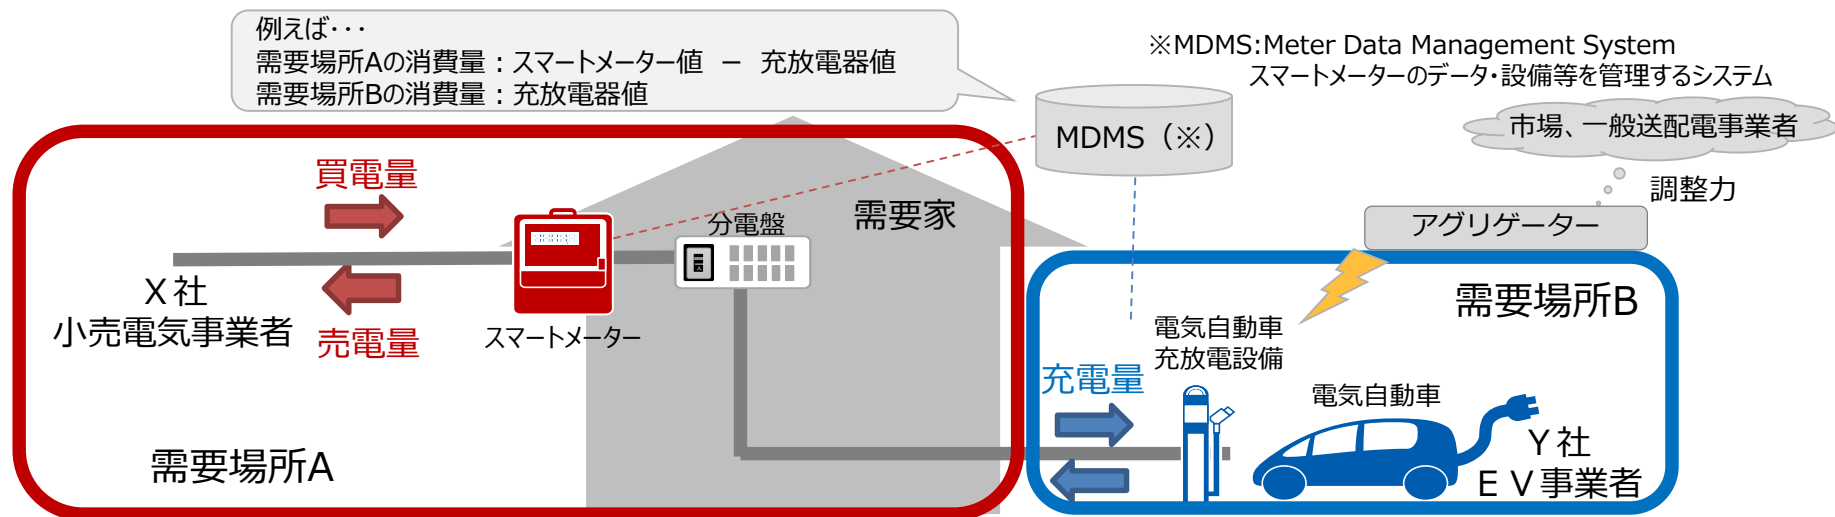 例えば・・・
需要場所Aの消費量：スマートメーター値 － 充放電器値
需要場所Bの消費量：充放電器値
※MDMS:Meter Data Management System
スマートメーターのデータ・設備等を管理するシステム
MDMS（※）
市場、一般送配電事業者
調整力
アグリゲーター
買電量
分電盤
需要家
X社
小売電気事業者
売電量
スマートメーター
需要場所A
需要場所B
電気自動車
充放電設備
充電量
電気自動車
Y社
EV事業者